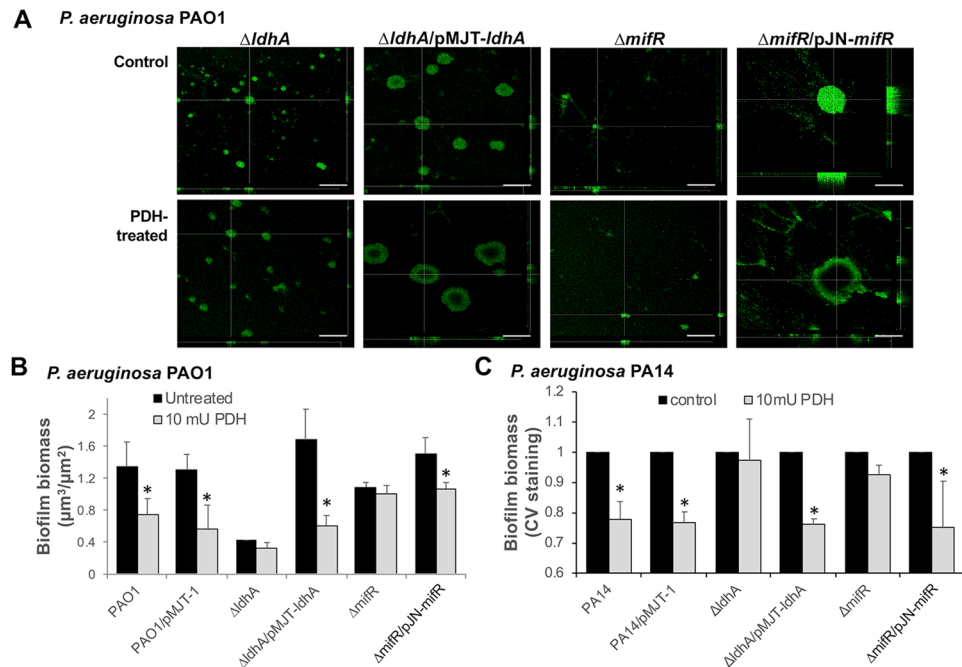 A P. aeruginosa PAO1
ΔldhA ΔldhA/pMJT-ldhA ΔmifR ΔmifR/pJN-mifR
Control
PDH-
treated
B P. aeruginosa PAO1
Untreated
10 mU PDH
Biofilm biomass
(μm³/μm²)
2
1.6
1.2
0.8
0.4
0
* * * *
PAO1
PAO1/pMJT-1
ΔldhA
ΔldhA/pMJT-ldhA
ΔmifR
ΔmifR/pJN-mifR
C P. aeruginosa PA14
control 10mU PDH
Biofilm biomass
(CV staining)
1.1
1
0.9
0.8
0.7
0.6
* * * *
PA14
PA14/pMJT-1
ΔldhA
ΔldhA/pMJT-ldhA
ΔmifR
ΔmifR/pJN-mifR